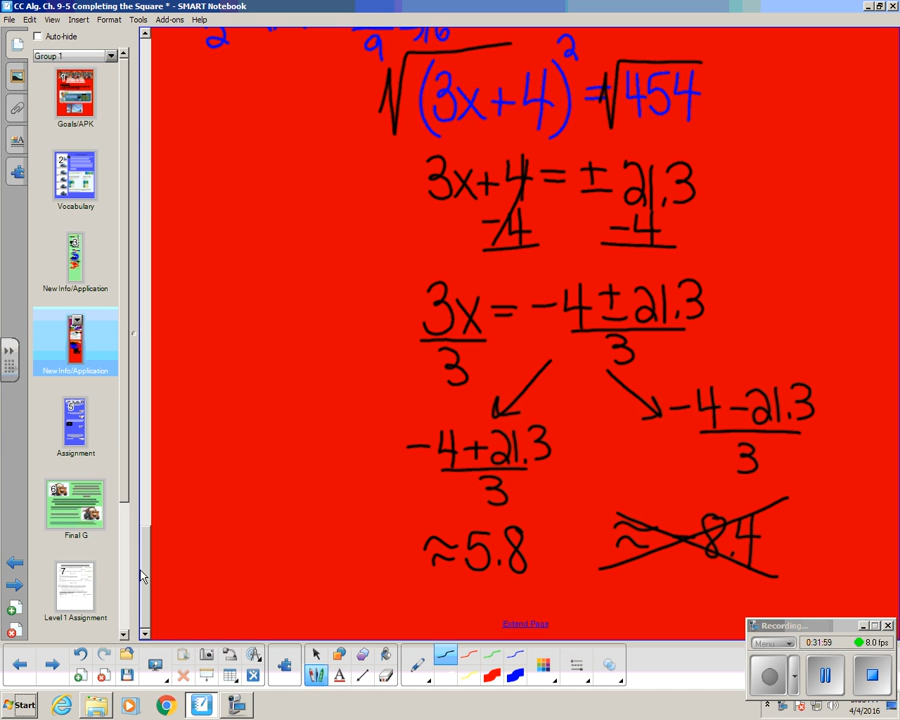 CC Alg. Ch. 9-5 Completing the Square * - SMART Notebook
File Edit View Insert Format Tools Add-ons Help
Auto-hide
Group 1
Goals/APK
Vocabulary
New Info/Application
New Info/Application
Assignment
Final G
Level 1 Assignment
√(3x+4)² = √454
3x+4 = ± 21.3
-4 -4
3x = -4 ± 21.3
3 3
-4+21.3 -4-21.3
3 3
≈ 5.8 ≈ -8.4
Extend Page
Recording...
Menu 0:31:59 8.0 fps
Start
4/4/2016